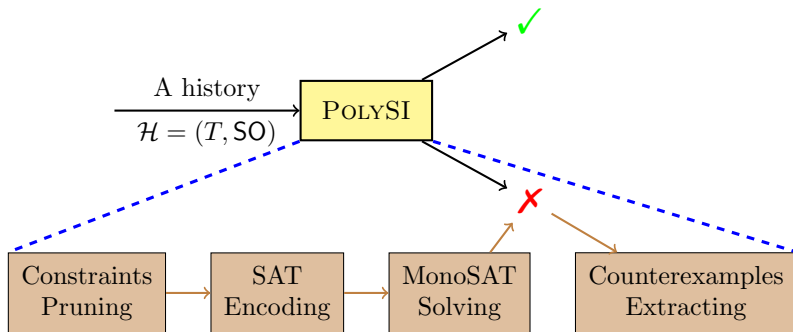 ✓
A history
POLYSI
ℋ = (T, SO)
✗
Constraints
Pruning
SAT
Encoding
MonoSAT
Solving
Counterexamples
Extracting